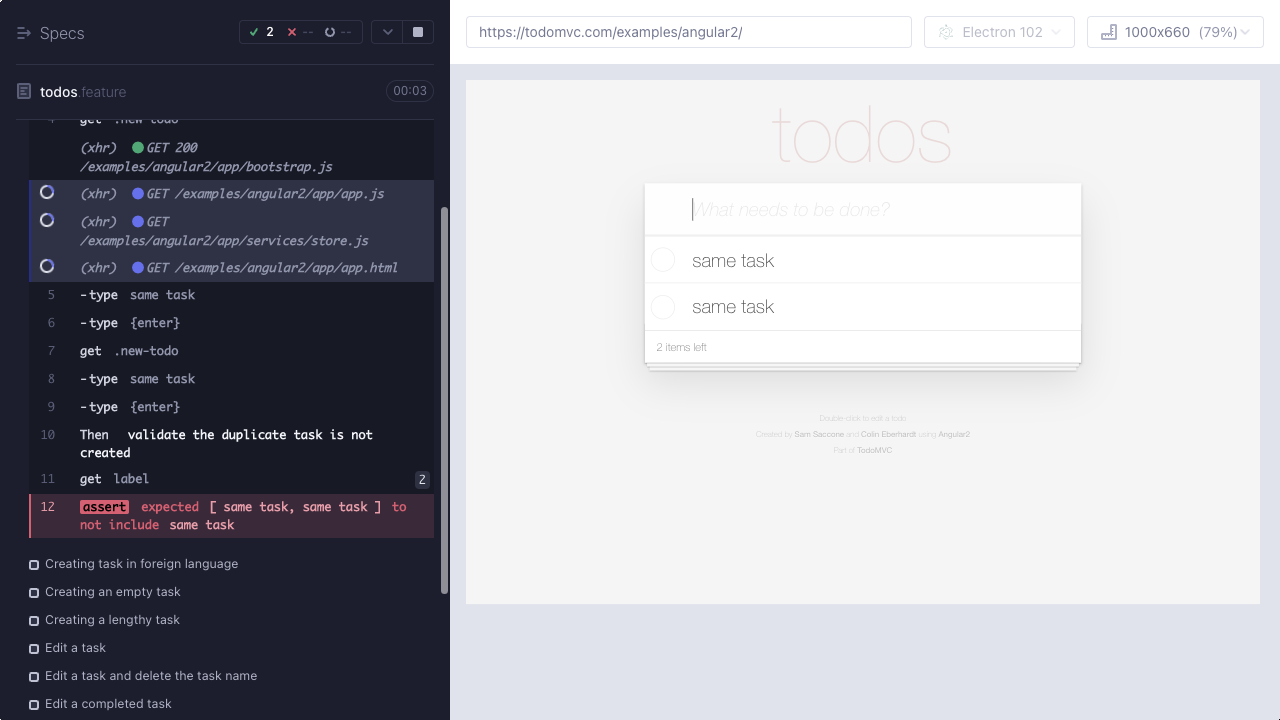 Specs
2 -- --
todos.feature
00:03
4 get .new-todo
(xhr) GET 200
/examples/angular2/app/bootstrap.js
(xhr) GET /examples/angular2/app/app.js
(xhr) GET
/examples/angular2/app/services/store.js
(xhr) GET /examples/angular2/app/app.html
5 -type same task
6 -type {enter}
7 get .new-todo
8 -type same task
9 -type {enter}
10 Then validate the duplicate task is not
created
11 get label 2
12 assert expected [ same task, same task ] to
not include same task
Creating task in foreign language
Creating an empty task
Creating a lengthy task
Edit a task
Edit a task and delete the task name
Edit a completed task
https://todomvc.com/examples/angular2/
Electron 102
1000x660 (79%)
todos
What needs to be done?
same task
same task
2 items left
Double-click to edit a todo
Created by Sam Saccone and Colin Eberhardt using Angular2
Part of TodoMVC